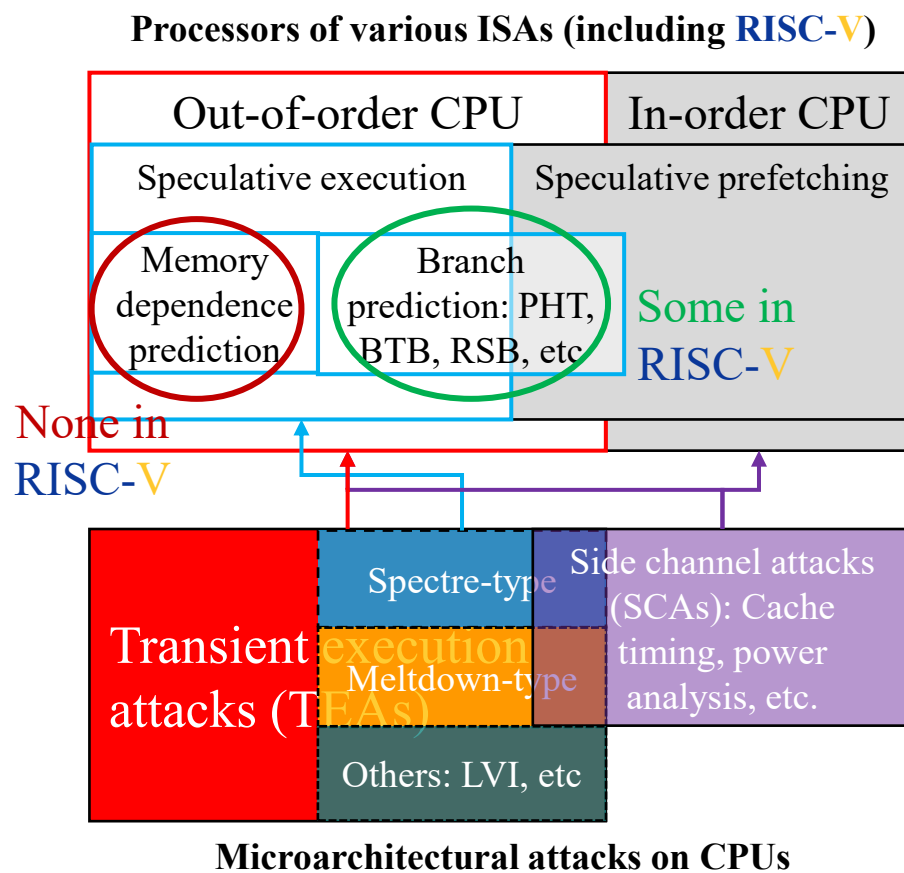 Processors of various ISAs (including RISC-V)
Out-of-order CPU
In-order CPU
Speculative execution
Speculative prefetching
Memory
dependence
prediction
Branch
prediction: PHT,
BTB, RSB, etc
Some in
RISC-V
None in
RISC-V
Transient execution
attacks (TEAs)
Spectre-type
Meltdown-type
Others: LVI, etc
Side channel attacks
(SCAs): Cache
timing, power
analysis, etc.
Microarchitectural attacks on CPUs